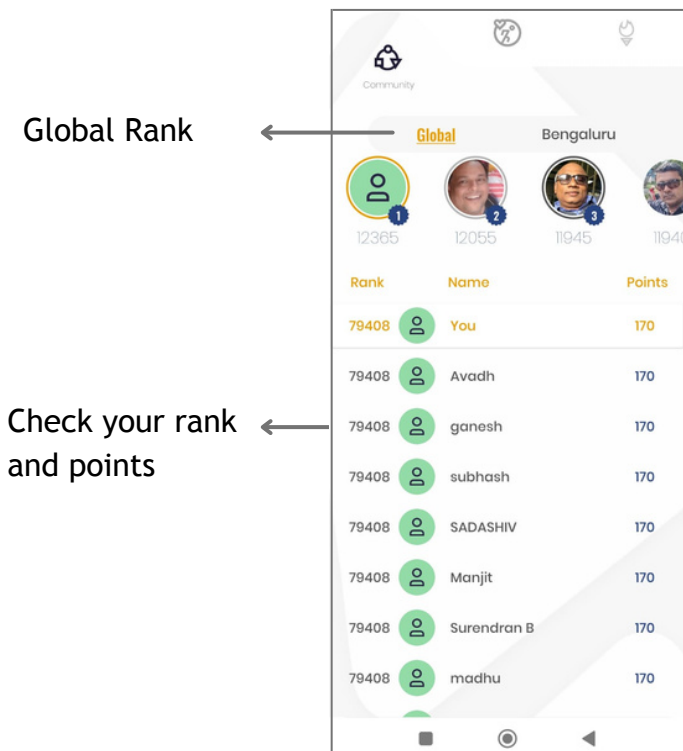 Community
Global Rank
Global Bengaluru
1 2 3
12365 12055 11945 1194
Rank Name Points
79408 You 170
79408 Avadh 170
Check your rank
and points
79408 ganesh 170
79408 subhash 170
79408 SADASHIV 170
79408 Manjit 170
79408 Surendran B 170
79408 madhu 170